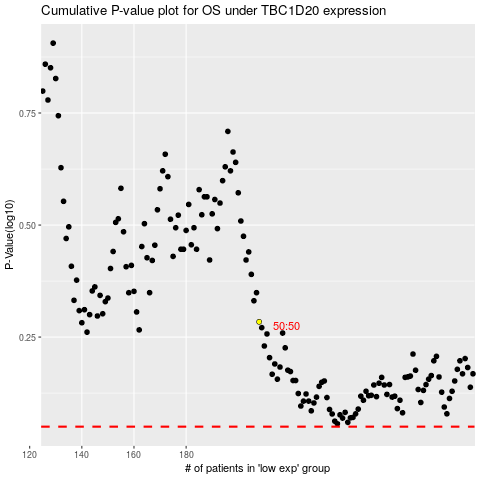 Cumulative P-value plot for OS under TBC1D20 expression
0.75
0.50
0.25
P-Value(log10)
50:50
120
140
160
180
# of patients in 'low exp' group